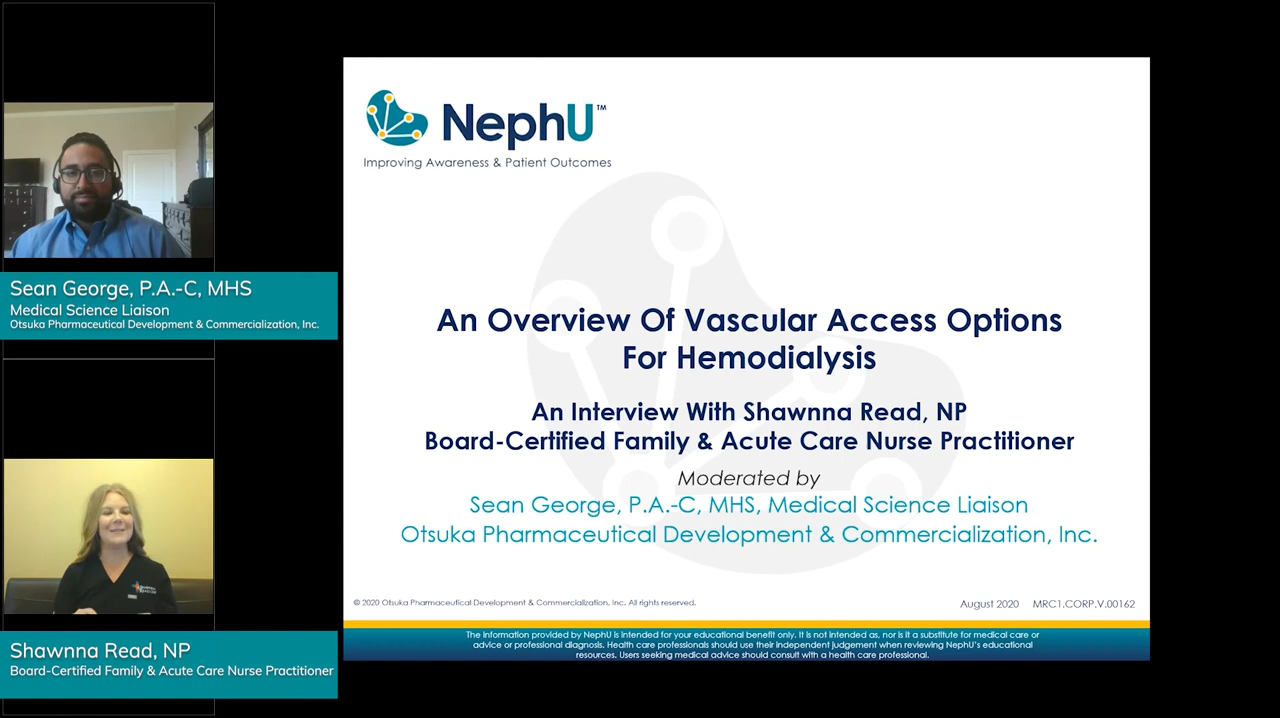 NephU™
Improving Awareness & Patient Outcomes
An Overview Of Vascular Access Options
For Hemodialysis
An Interview With Shawnna Read, NP
Board-Certified Family & Acute Care Nurse Practitioner
Moderated by
Sean George, P.A.-C, MHS, Medical Science Liaison
Otsuka Pharmaceutical Development & Commercialization, Inc.
© 2020 Otsuka Pharmaceutical Development & Commercialization, Inc. All rights reserved.
August 2020 MRC1.CORP.V.00162
The information provided by NephU is intended for your educational benefit only. It is not intended as, nor is it a substitute for medical care or
advice or professional diagnosis. Health care professionals should use their independent judgement when reviewing NephU's educational
resources. Users seeking medical advice should consult with a health care professional.
Sean George, P.A.-C, MHS
Medical Science Liaison
Otsuka Pharmaceutical Development & Commercialization, Inc.
Shawnna Read, NP
Board-Certified Family & Acute Care Nurse Practitioner